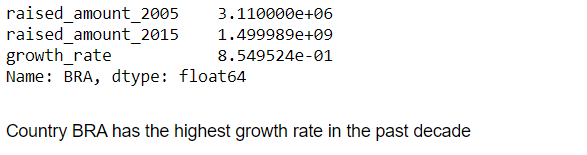 raised_amount_2005    3.110000e+06
raised_amount_2015    1.499989e+09
growth_rate           8.549524e-01
Name: BRA, dtype: float64
Country BRA has the highest growth rate in the past decade